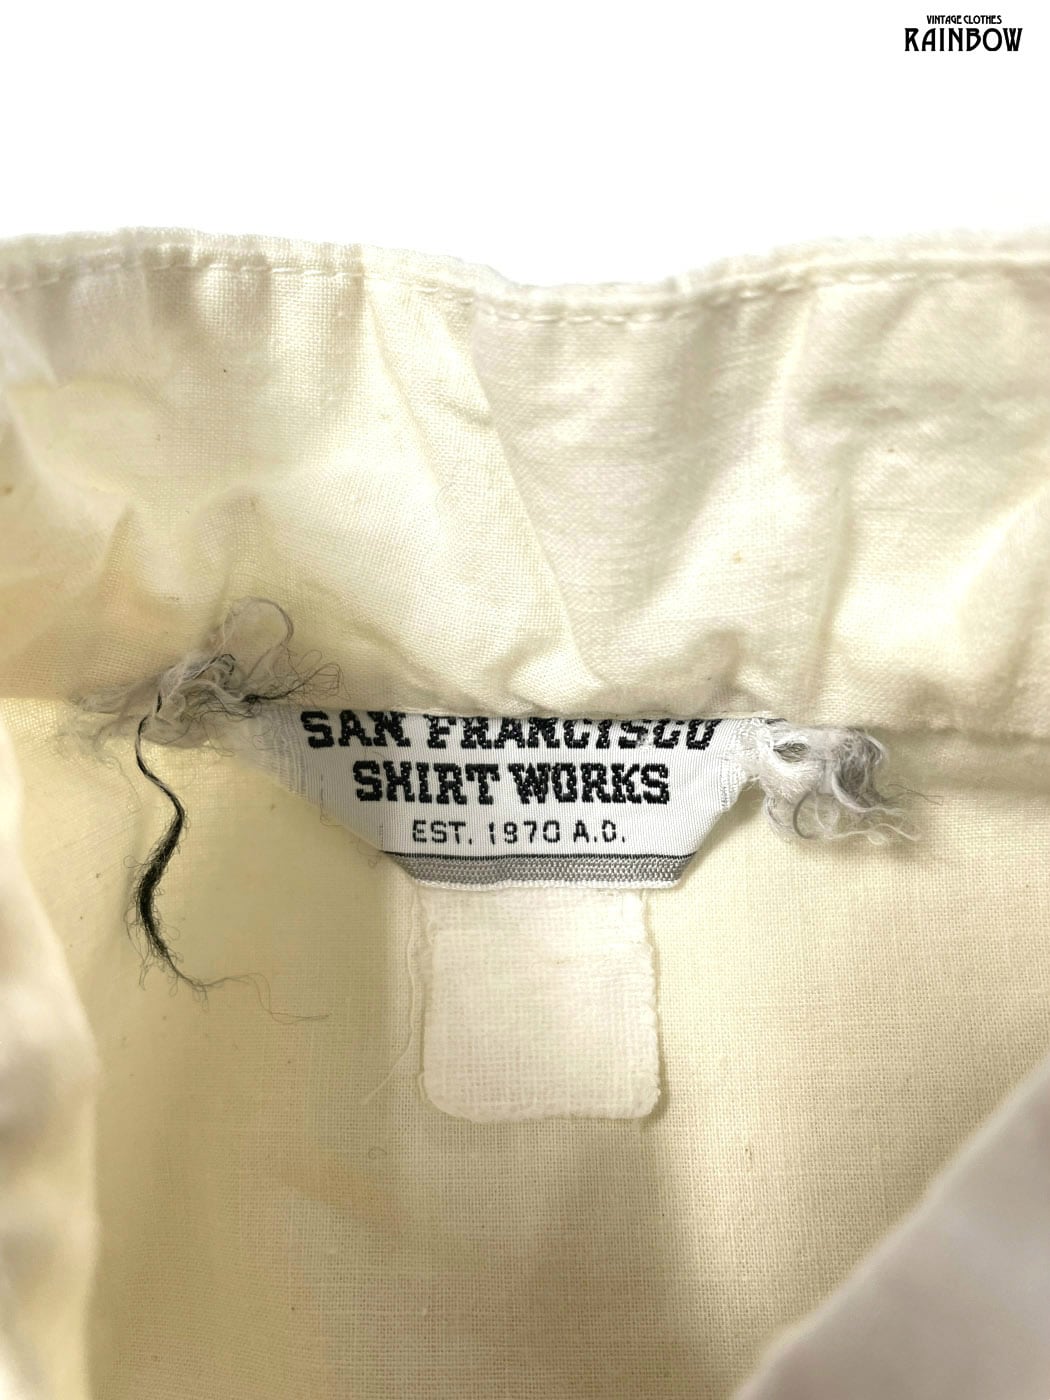 VINTAGE CLOTHES
RAINBOW
SAN FRANCISCO
SHIRT WORKS
EST. 1970 A.D.